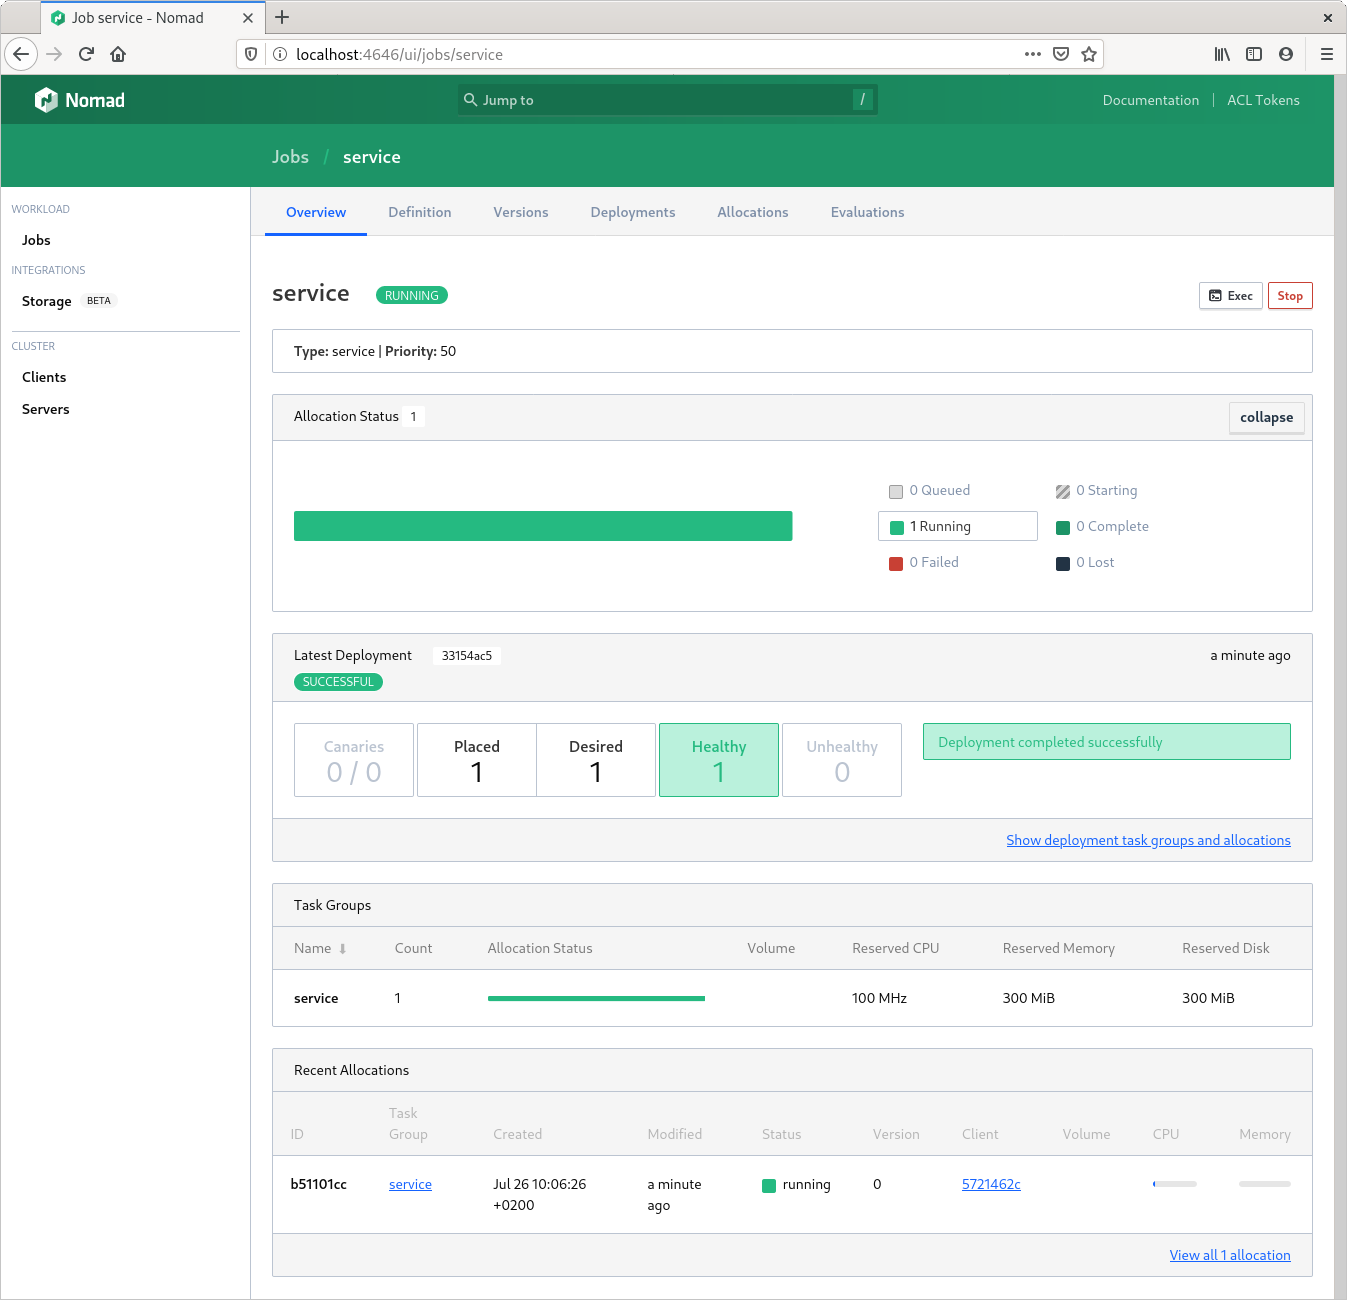 Job service - Nomad
localhost:4646/ui/jobs/service
Nomad
Jump to
/
Documentation | ACL Tokens
Jobs / service
WORKLOAD
Jobs
INTEGRATIONS
Storage BETA
CLUSTER
Clients
Servers
Overview Definition Versions Deployments Allocations Evaluations
service RUNNING
Exec Stop
Type: service | Priority: 50
Allocation Status 1
collapse
0 Queued 0 Starting
1 Running 0 Complete
0 Failed 0 Lost
Latest Deployment 33154ac5 a minute ago
SUCCESSFUL
Canaries Placed Desired Healthy Unhealthy
0 / 0 1 1 1 0
Deployment completed successfully
Show deployment task groups and allocations
Task Groups
Name Count Allocation Status Volume Reserved CPU Reserved Memory Reserved Disk
service 1 100 MHz 300 MiB 300 MiB
Recent Allocations
ID Task Group Created Modified Status Version Client Volume CPU Memory
b51101cc service Jul 26 10:06:26 +0200 a minute ago running 0 5721462c
View all 1 allocation